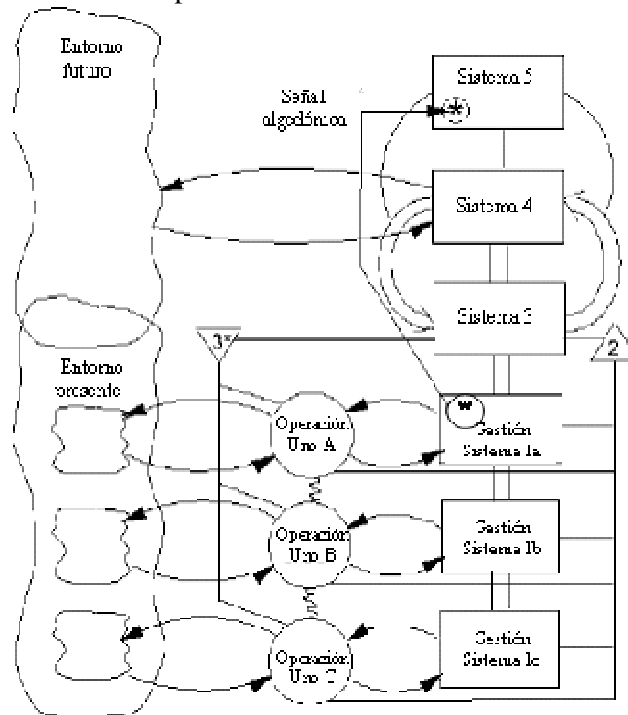 Entorno
futuro
Señal
algedónica
Sistema 5
*
Sistema 4
Sistema 3
3*
2
Entorno
presente
Operación
Uno A
*
Gestión
Sistema 1a
Operación
Uno B
Gestión
Sistema 1b
Operación
Uno C
Gestión
Sistema 1c